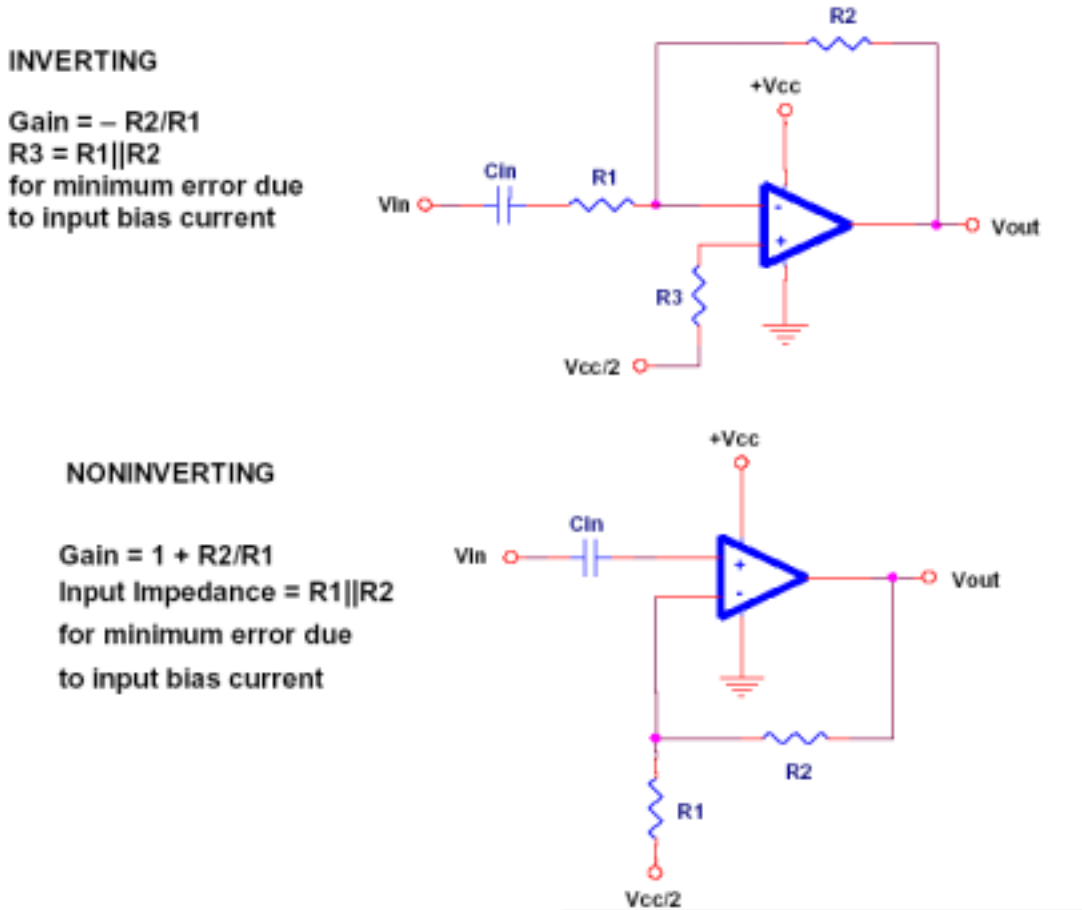 INVERTING
Gain = – R2/R1
R3 = R1||R2
for minimum error due
to input bias current
R2
+Vcc
Cin
R1
Vin
-
+
Vout
R3
Vcc/2
NONINVERTING
Gain = 1 + R2/R1
Input Impedance = R1||R2
for minimum error due
to input bias current
+Vcc
Cin
Vin
+
-
Vout
R2
R1
Vcc/2